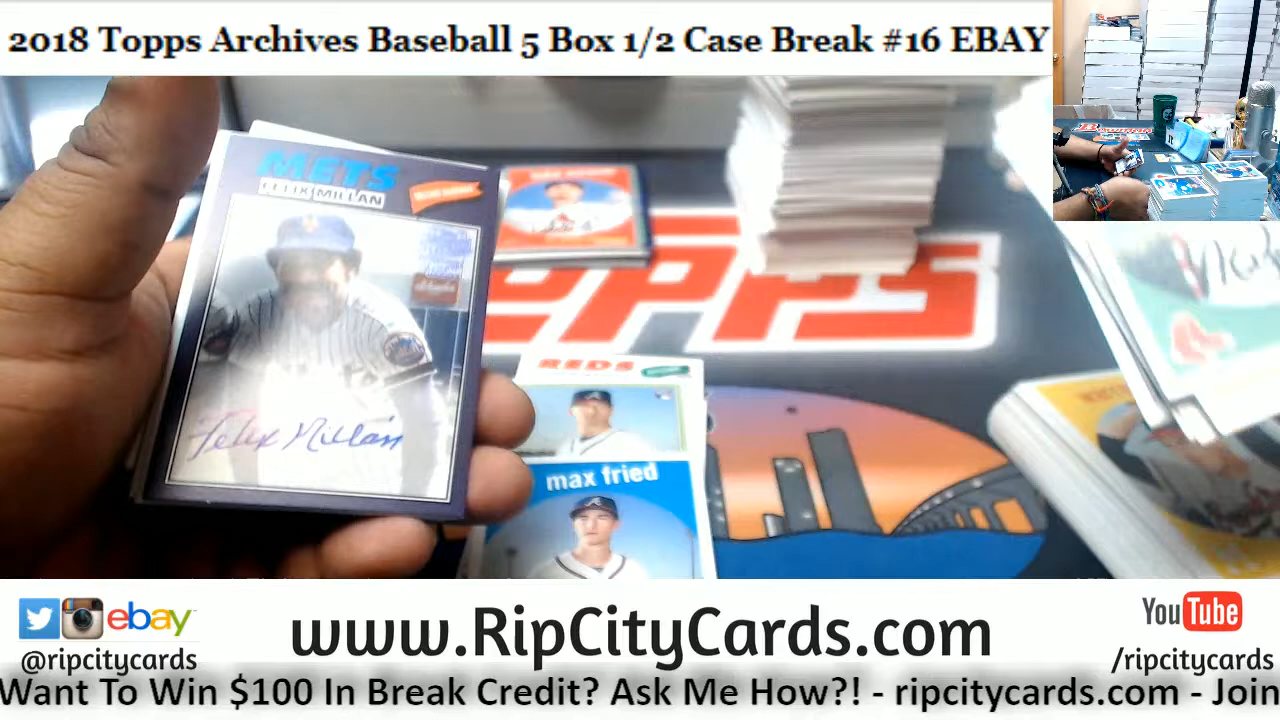 2018 Topps Archives Baseball 5 Box 1/2 Case Break #16 EBAY
METS
FELIX MILLAN
Felix Millan
TOPPS
REDS
max fried
ebay
@ripcitycards
www.RipCityCards.com
YouTube
/ripcitycards
Want To Win $100 In Break Credit? Ask Me How?! - ripcitycards.com - Join